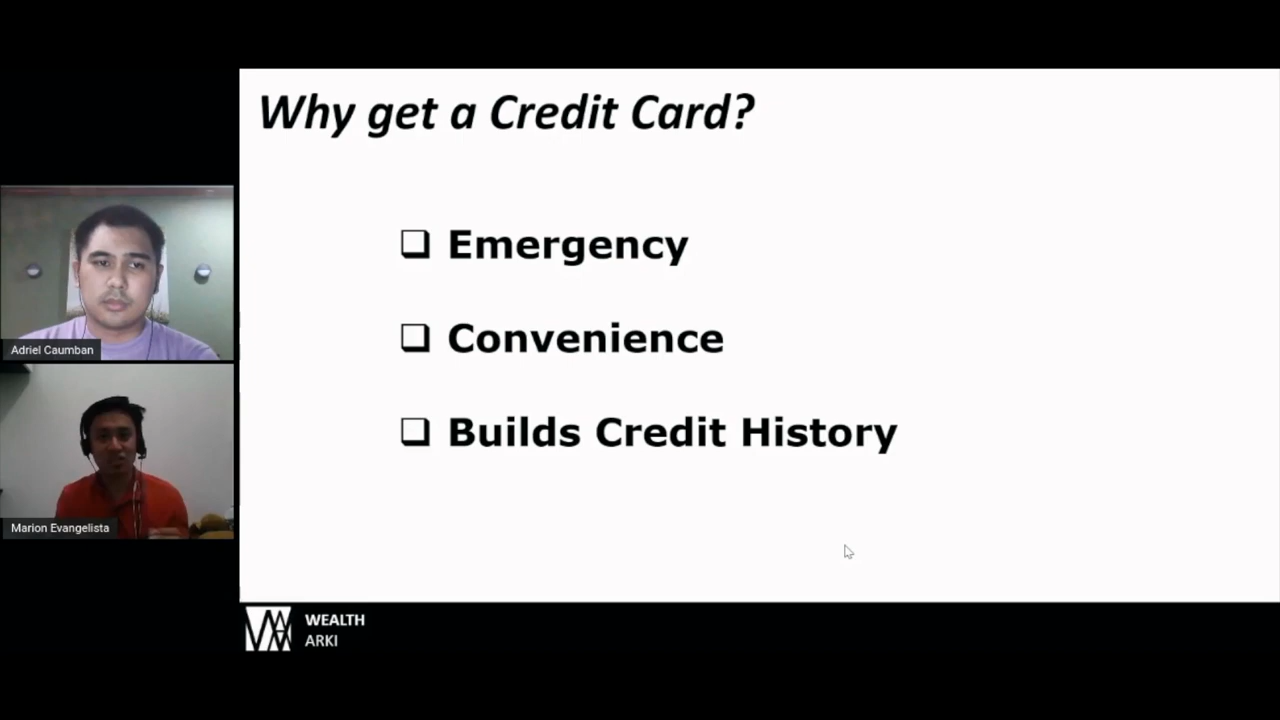 Why get a Credit Card?
Emergency
Convenience
Builds Credit History
Adriel Caumban
Marion Evangelista
WEALTH
ARKI